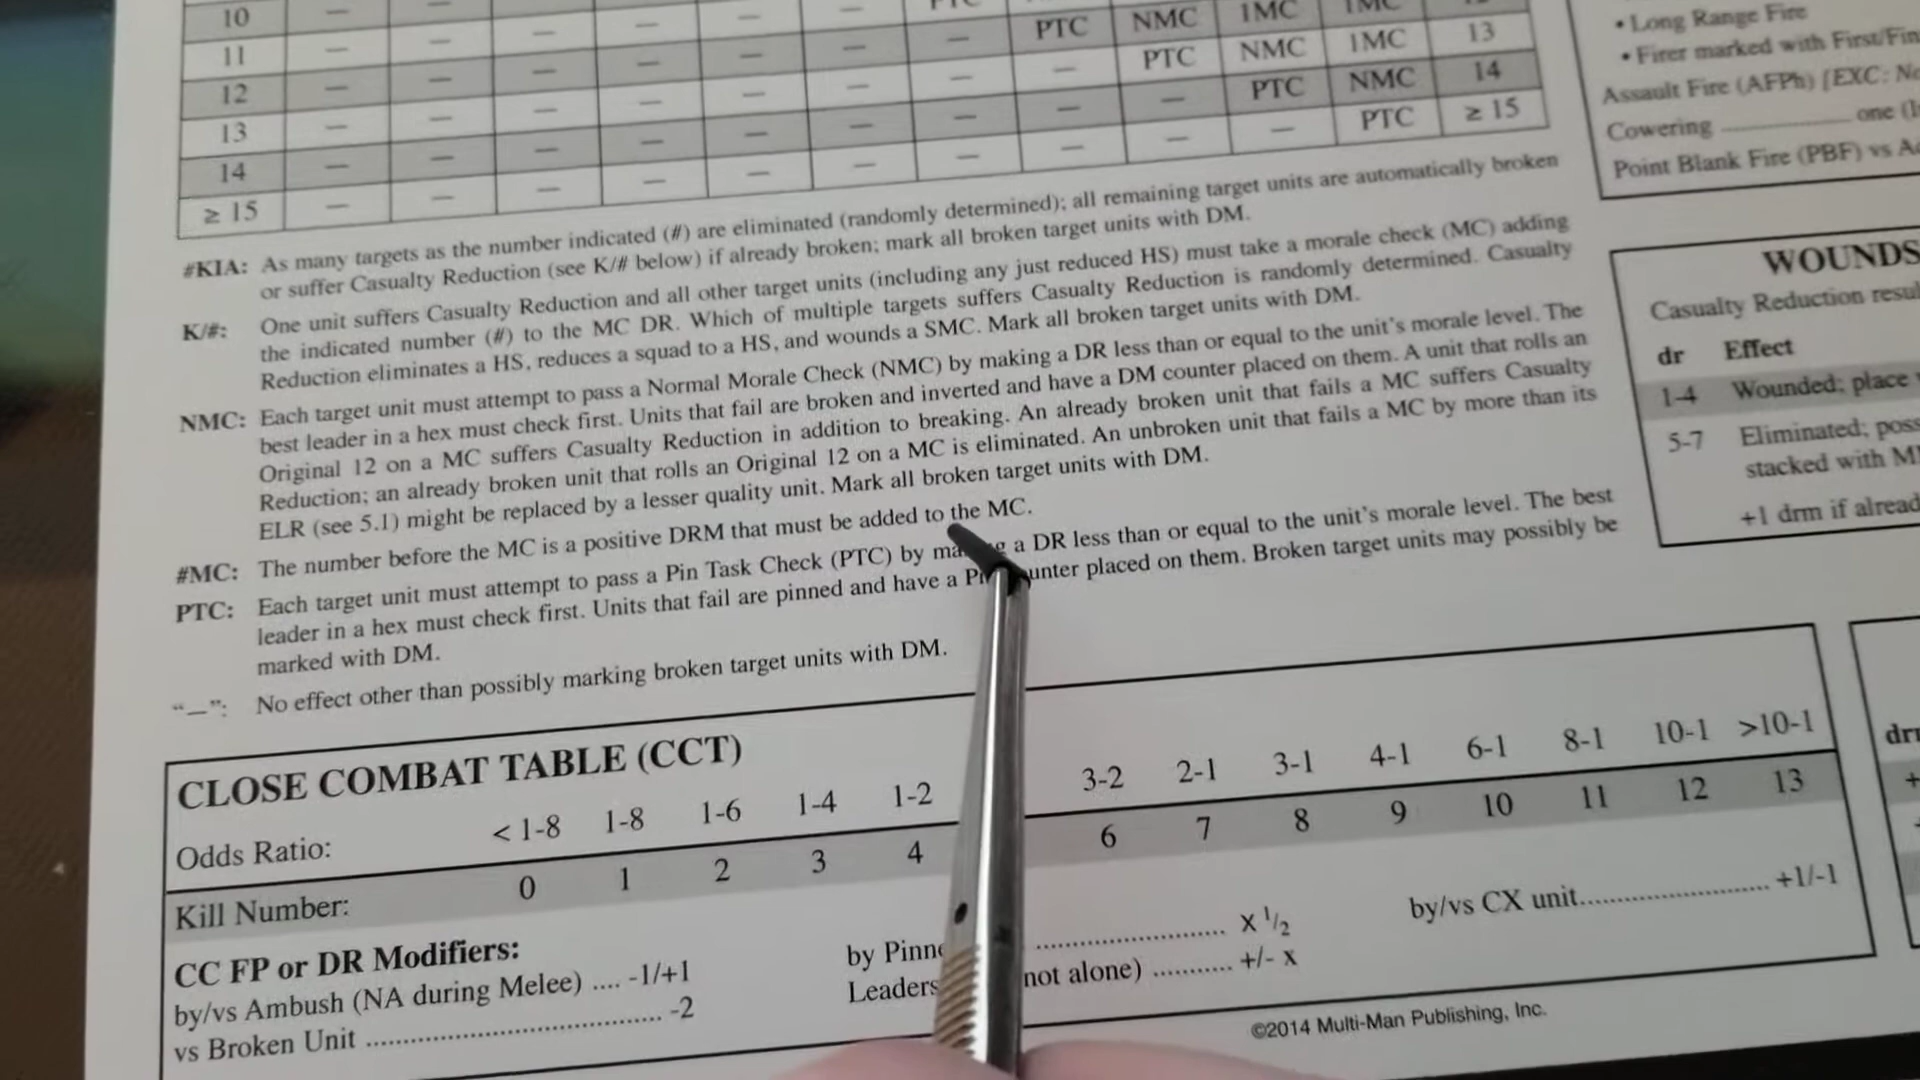 10 — — — — — —
PTC NMC 1MC 1MC
• Long Range Fire
11 — — — — — — — PTC NMC 1MC 13
• Firer marked with First/Fin
12 — — — — — — — — PTC NMC 14
Assault Fire (AFPh) [EXC: No
13 — — — — — — — — — PTC ≥ 15
Cowering one (1
14 — — — — — — — — — —
Point Blank Fire (PBF) vs A
≥ 15 — —
#KIA: As many targets as the number indicated (#) are eliminated (randomly determined); all remaining target units are automatically broken
or suffer Casualty Reduction (see K/# below) if already broken; mark all broken target units with DM.
K/#: One unit suffers Casualty Reduction and all other target units (including any just reduced HS) must take a morale check (MC) adding
the indicated number (#) to the MC DR. Which of multiple targets suffers Casualty Reduction is randomly determined. Casualty
Reduction eliminates a HS, reduces a squad to a HS, and wounds a SMC. Mark all broken target units with DM.
NMC: Each target unit must attempt to pass a Normal Morale Check (NMC) by making a DR less than or equal to the unit's morale level. The
best leader in a hex must check first. Units that fail are broken and inverted and have a DM counter placed on them. A unit that rolls an
Original 12 on a MC suffers Casualty Reduction in addition to breaking. An already broken unit that fails a MC suffers Casualty
Reduction; an already broken unit that rolls an Original 12 on a MC is eliminated. An unbroken unit that fails a MC by more than its
ELR (see 5.1) might be replaced by a lesser quality unit. Mark all broken target units with DM.
#MC: The number before the MC is a positive DRM that must be added to the MC.
PTC: Each target unit must attempt to pass a Pin Task Check (PTC) by ma g a DR less than or equal to the unit's morale level. The best
leader in a hex must check first. Units that fail are pinned and have a Pi unter placed on them. Broken target units may possibly be
marked with DM.
“—”: No effect other than possibly marking broken target units with DM.
WOUNDS
Casualty Reduction resul
dr Effect
1-4 Wounded; place
5-7 Eliminated; poss
stacked with M
+1 drm if alread
CLOSE COMBAT TABLE (CCT)
Odds Ratio: < 1-8 1-8 1-6 1-4 1-2 3-2 2-1 3-1 4-1 6-1 8-1 10-1 >10-1
Kill Number: 0 1 2 3 4 6 7 8 9 10 11 12 13
CC FP or DR Modifiers:
by/vs Ambush (NA during Melee) .... -1/+1
vs Broken Unit ........................................ -2
by Pinne ......................... X 1/2
Leaders not alone) ........... +/- x
by/vs CX unit......................... +1/-1
©2014 Multi-Man Publishing, Inc.
dr